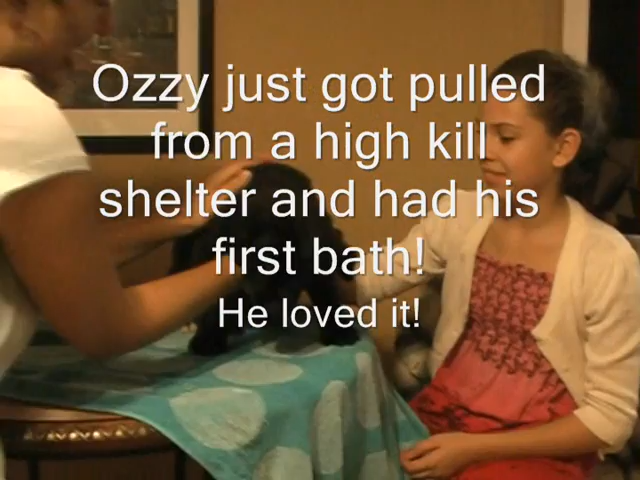 Ozzy just got pulled
from a high kill
shelter and had his
first bath!
He loved it!